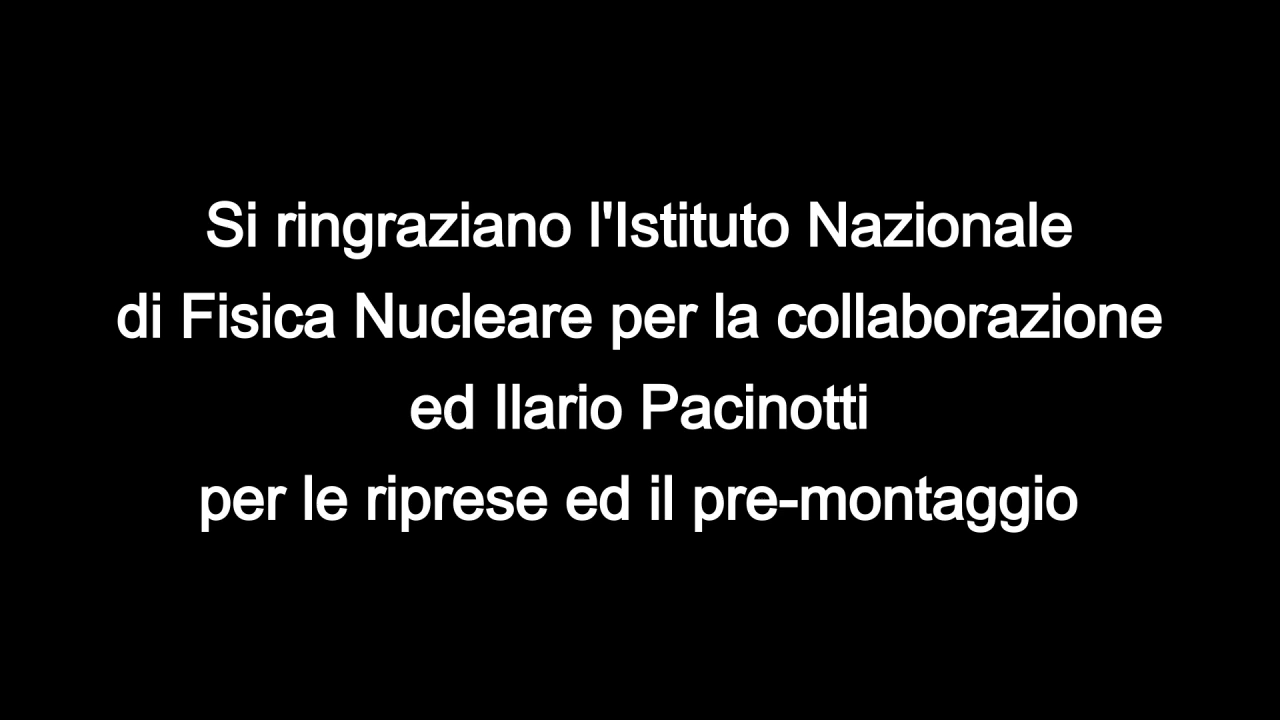 Si ringraziano l'Istituto Nazionale
di Fisica Nucleare per la collaborazione
ed Ilario Pacinotti
per le riprese ed il pre-montaggio